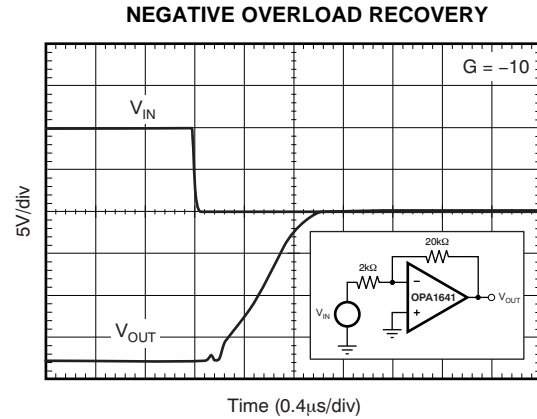 NEGATIVE OVERLOAD RECOVERY
G = −10
V_IN
5V/div
20kΩ
2kΩ
−
OPA1641
V_OUT
V_IN
+
V_OUT
Time (0.4μs/div)